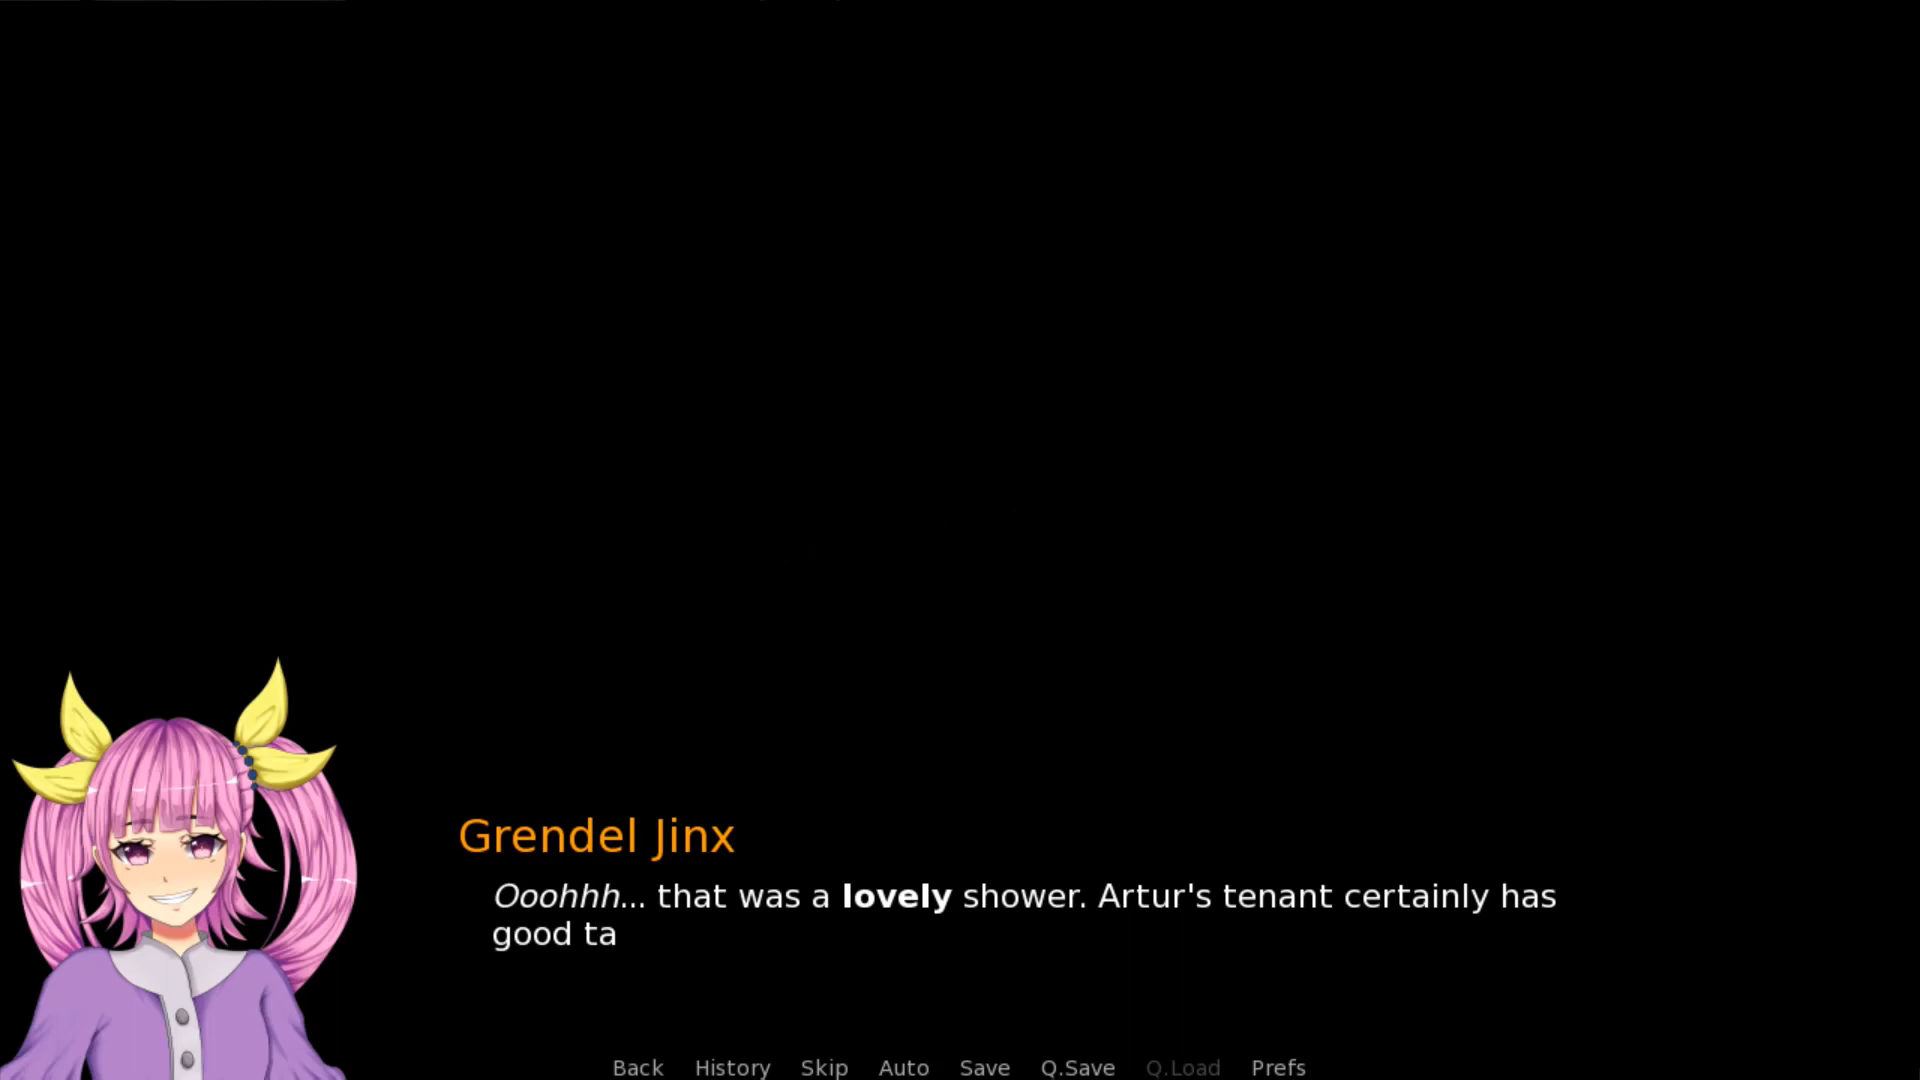 Grendel Jinx
Ooohhh... that was a lovely shower. Artur's tenant certainly has
good ta
Back History Skip Auto Save Q.Save Q.Load Prefs